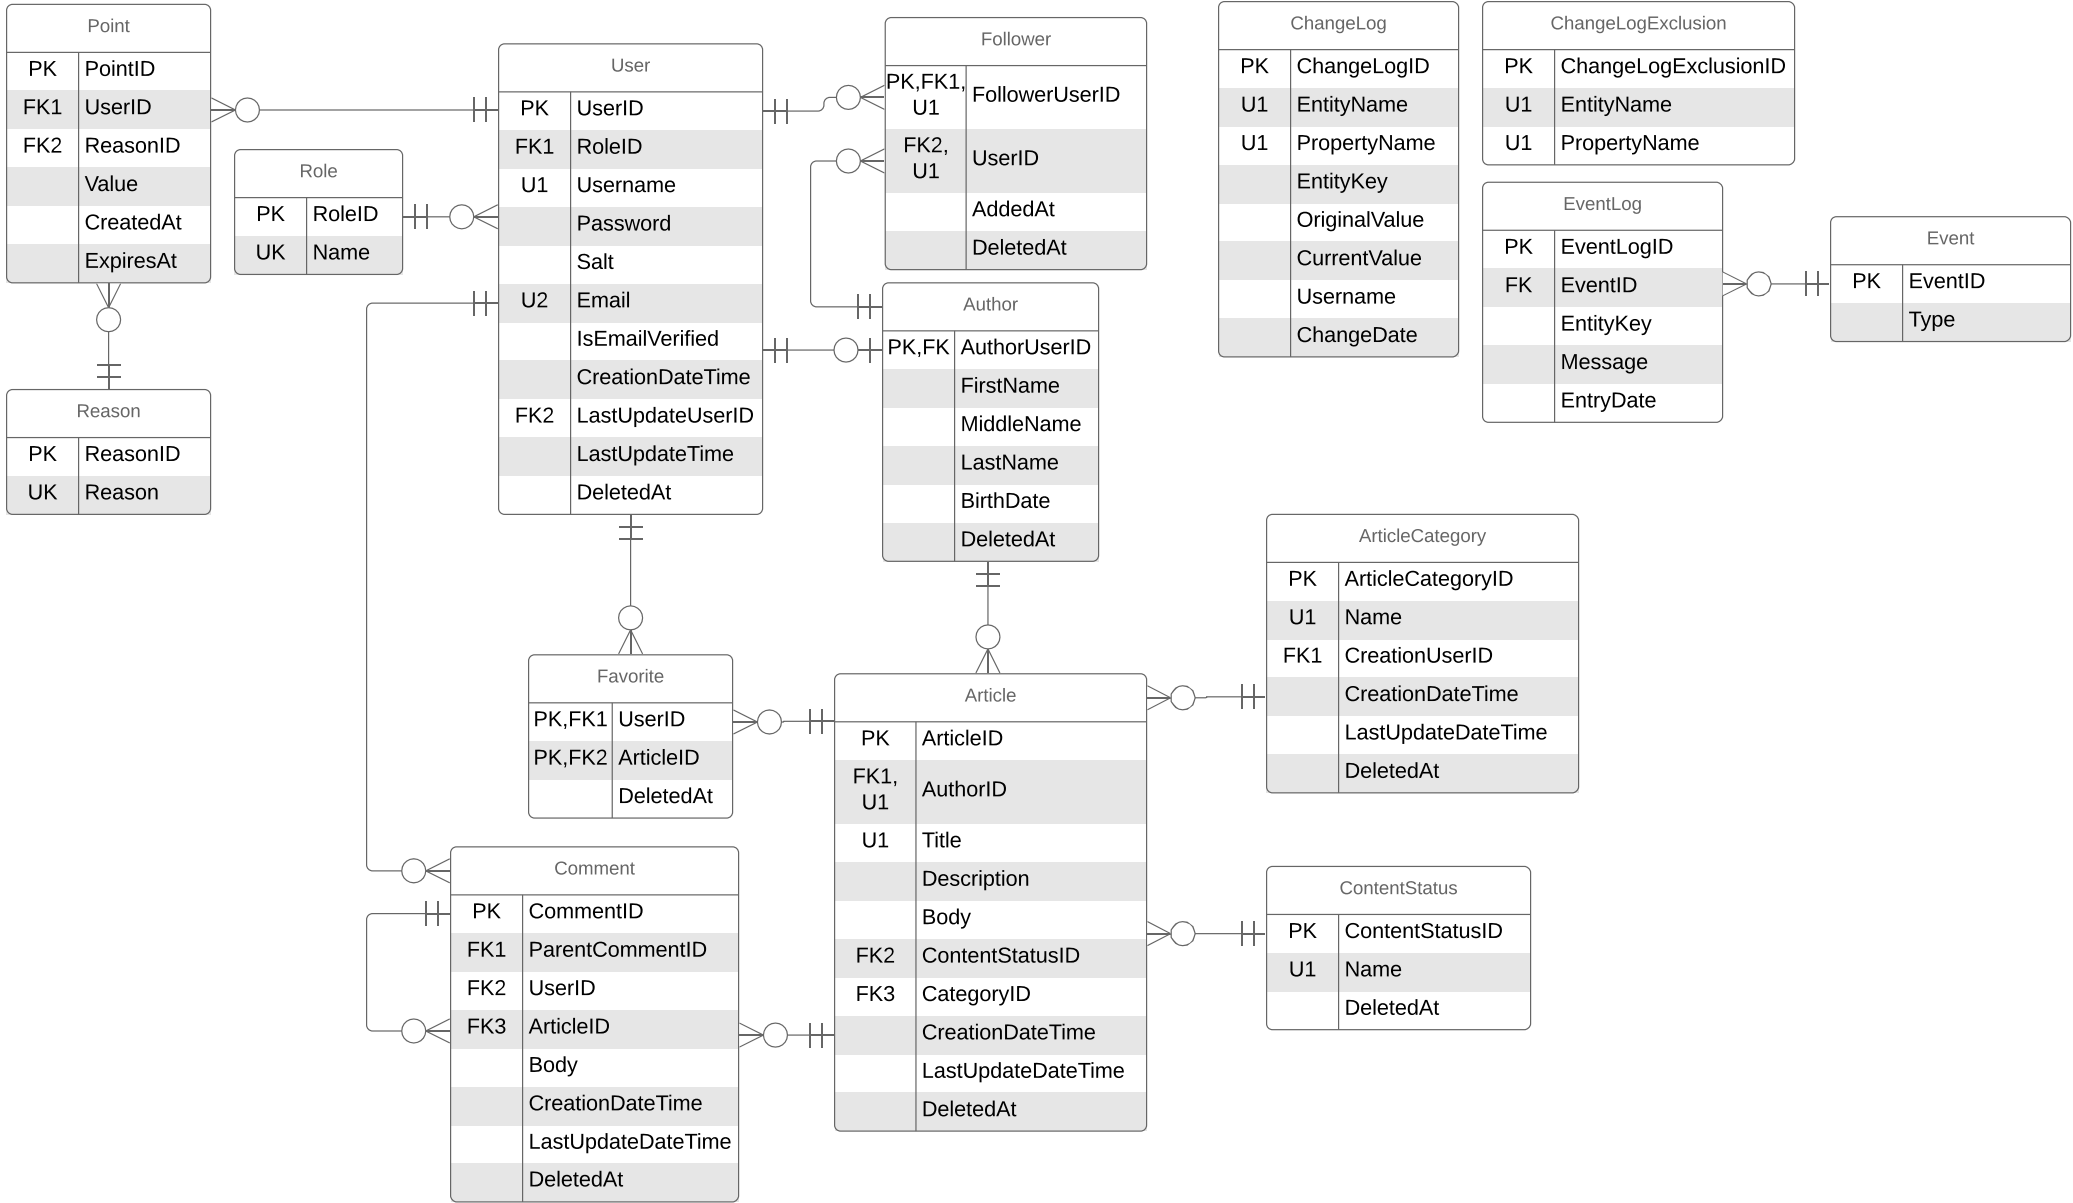 Point
PK PointID
FK1 UserID
FK2 ReasonID
Value
CreatedAt
ExpiresAt
Role
PK RoleID
UK Name
Reason
PK ReasonID
UK Reason
User
PK UserID
FK1 RoleID
U1 Username
Password
Salt
U2 Email
IsEmailVerified
CreationDateTime
FK2 LastUpdateUserID
LastUpdateTime
DeletedAt
Follower
PK,FK1,
U1
FollowerUserID
FK2,
U1
UserID
AddedAt
DeletedAt
Author
PK,FK AuthorUserID
FirstName
MiddleName
LastName
BirthDate
DeletedAt
ChangeLog
PK ChangeLogID
U1 EntityName
U1 PropertyName
EntityKey
OriginalValue
CurrentValue
Username
ChangeDate
ChangeLogExclusion
PK ChangeLogExclusionID
U1 EntityName
U1 PropertyName
EventLog
PK EventLogID
FK EventID
EntityKey
Message
EntryDate
Event
PK EventID
Type
Favorite
PK,FK1 UserID
PK,FK2 ArticleID
DeletedAt
Comment
PK CommentID
FK1 ParentCommentID
FK2 UserID
FK3 ArticleID
Body
CreationDateTime
LastUpdateDateTime
DeletedAt
Article
PK ArticleID
FK1,
U1
AuthorID
U1 Title
Description
Body
FK2 ContentStatusID
FK3 CategoryID
CreationDateTime
LastUpdateDateTime
DeletedAt
ArticleCategory
PK ArticleCategoryID
U1 Name
FK1 CreationUserID
CreationDateTime
LastUpdateDateTime
DeletedAt
ContentStatus
PK ContentStatusID
U1 Name
DeletedAt